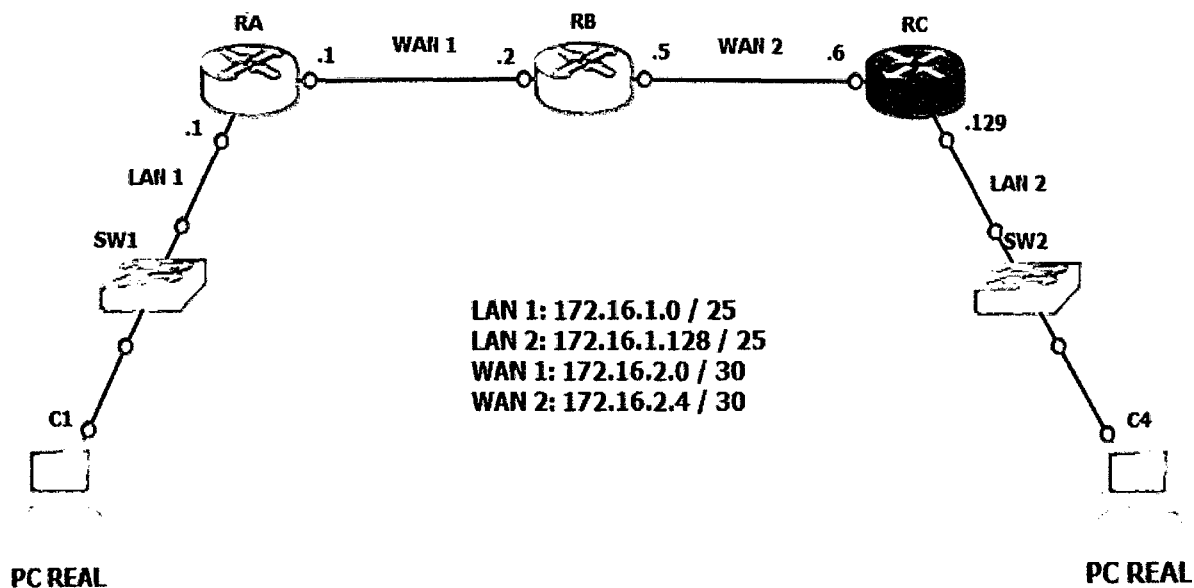 RA
RB
RC
.1
WAN 1
.2
.5
WAN 2
.6
.1
.129
LAN 1
LAN 2
SW1
SW2
LAN 1: 172.16.1.0 / 25
LAN 2: 172.16.1.128 / 25
WAN 1: 172.16.2.0 / 30
WAN 2: 172.16.2.4 / 30
C1
C4
PC REAL
PC REAL